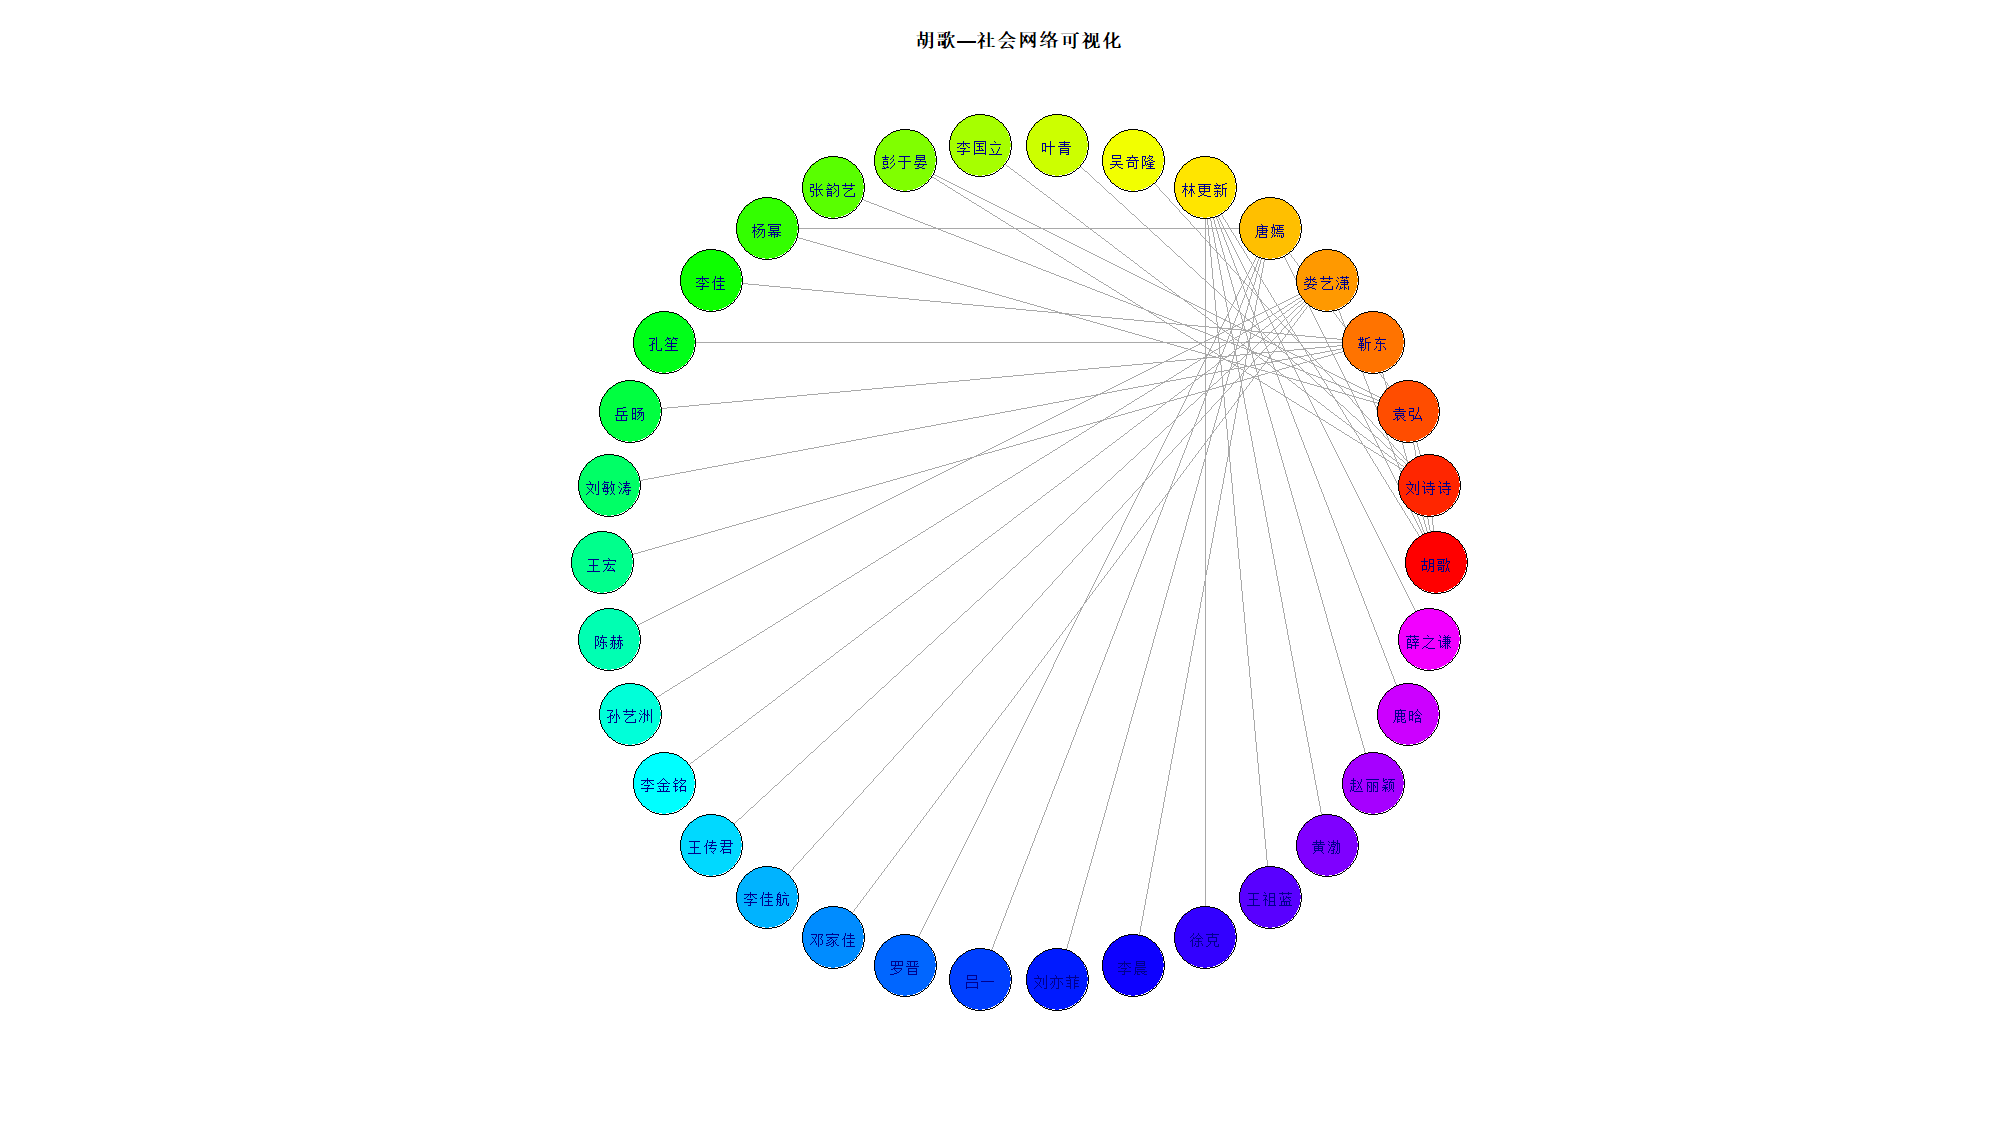 胡歌—社会网络可视化
李国立
叶青
彭于晏
吴奇隆
张韵艺
林更新
杨幂
唐嫣
李佳
娄艺潇
孔笙
靳东
岳旸
袁弘
刘敏涛
刘诗诗
王宏
胡歌
陈赫
薛之谦
孙艺洲
鹿晗
李金铭
赵丽颖
王传君
黄渤
李佳航
王祖蓝
邓家佳
徐克
罗晋
李晨
吕一
刘亦菲